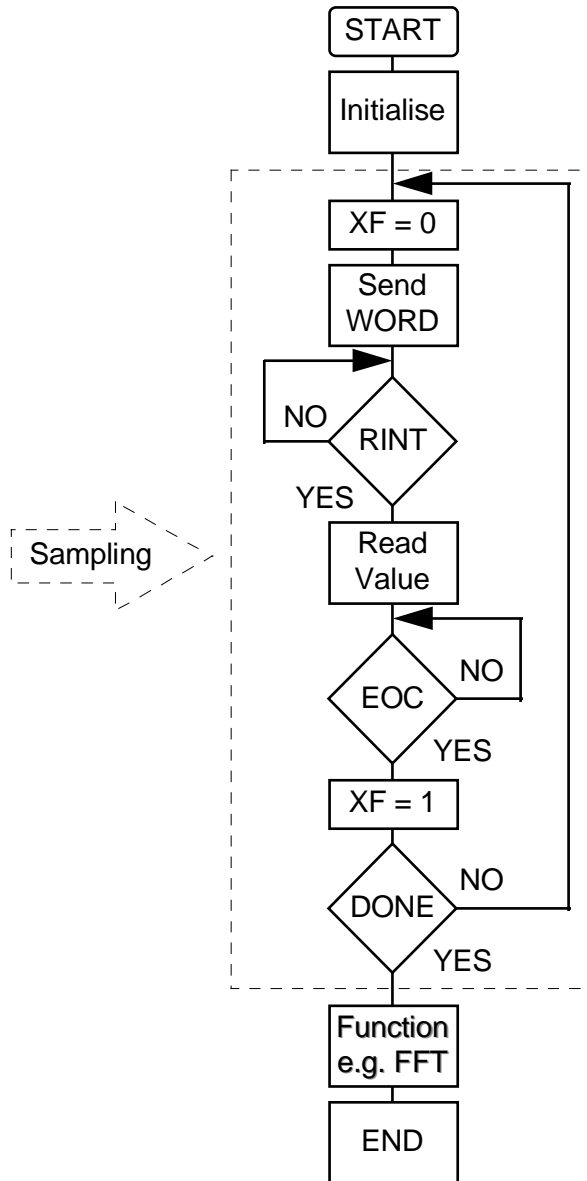 START
Initialise
XF = 0
Send
WORD
NO
RINT
YES
Sampling
Read
Value
NO
EOC
YES
XF = 1
NO
DONE
YES
Function
e.g. FFT
END